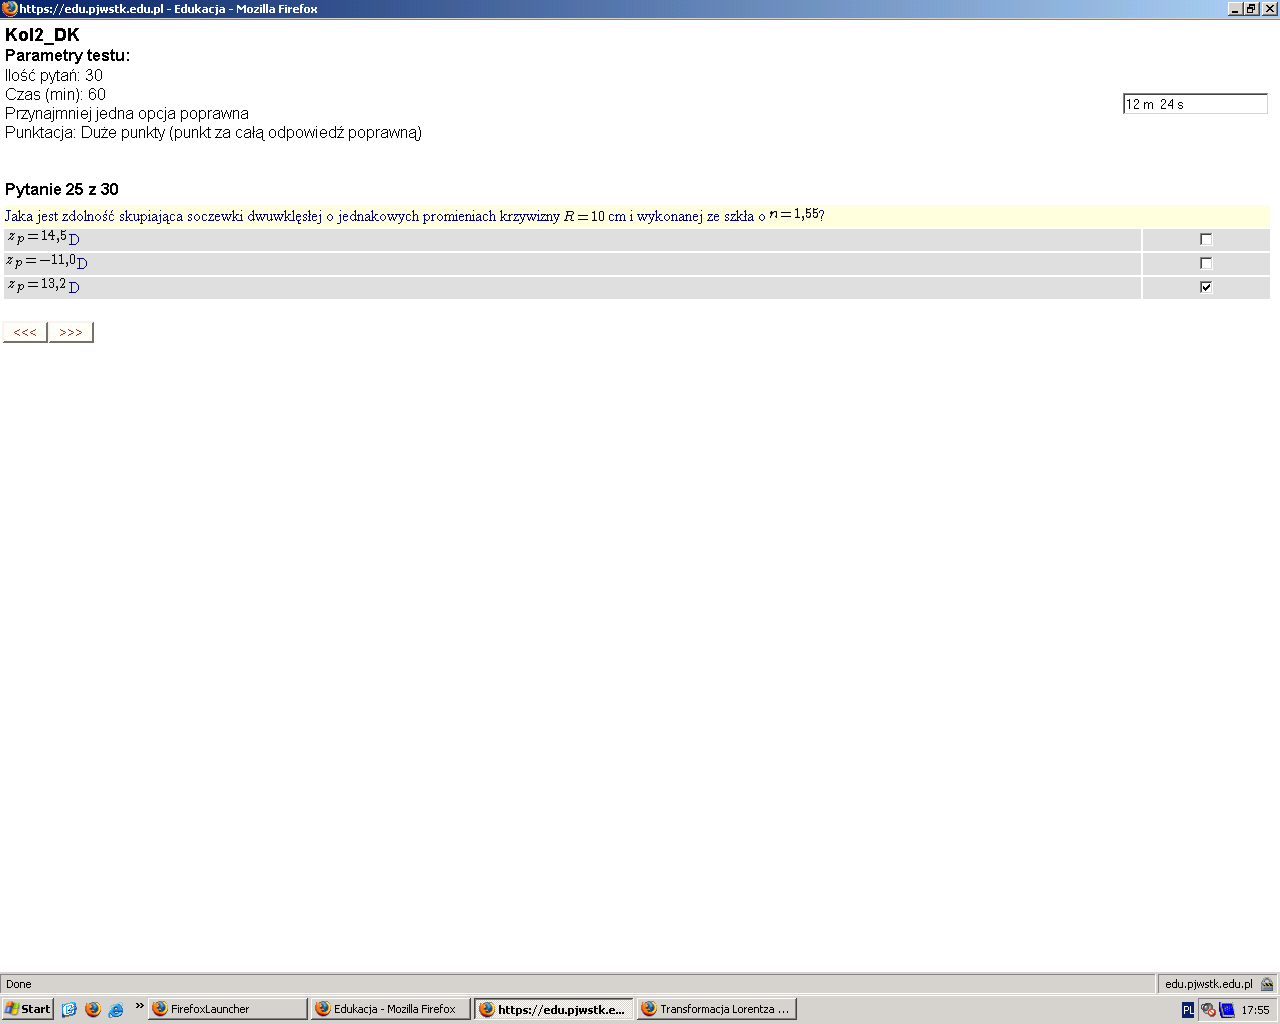 https://edu.pjwstk.edu.pl - Edukacja - Mozilla Firefox
Kol2_DK
Parametry testu:
Ilość pytań: 30
Czas (min): 60
12 m 24 s
Przynajmniej jedna opcja poprawna
Punktacja: Duże punkty (punkt za całą odpowiedź poprawną)
Pytanie 25 z 30
Jaka jest zdolność skupiająca soczewki dwuwklęsłej o jednakowych promieniach krzywizny R = 10 cm i wykonanej ze szkła o n = 1,55?
z_p = 14,5 D
z_p = −11,0 D
z_p = 13,2 D
<<< >>>
Done edu.pjwstk.edu.pl
Start » FirefoxLauncher Edukacja - Mozilla Firefox https://edu.pjwstk.e... Transformacja Lorentza ... PL 17:55